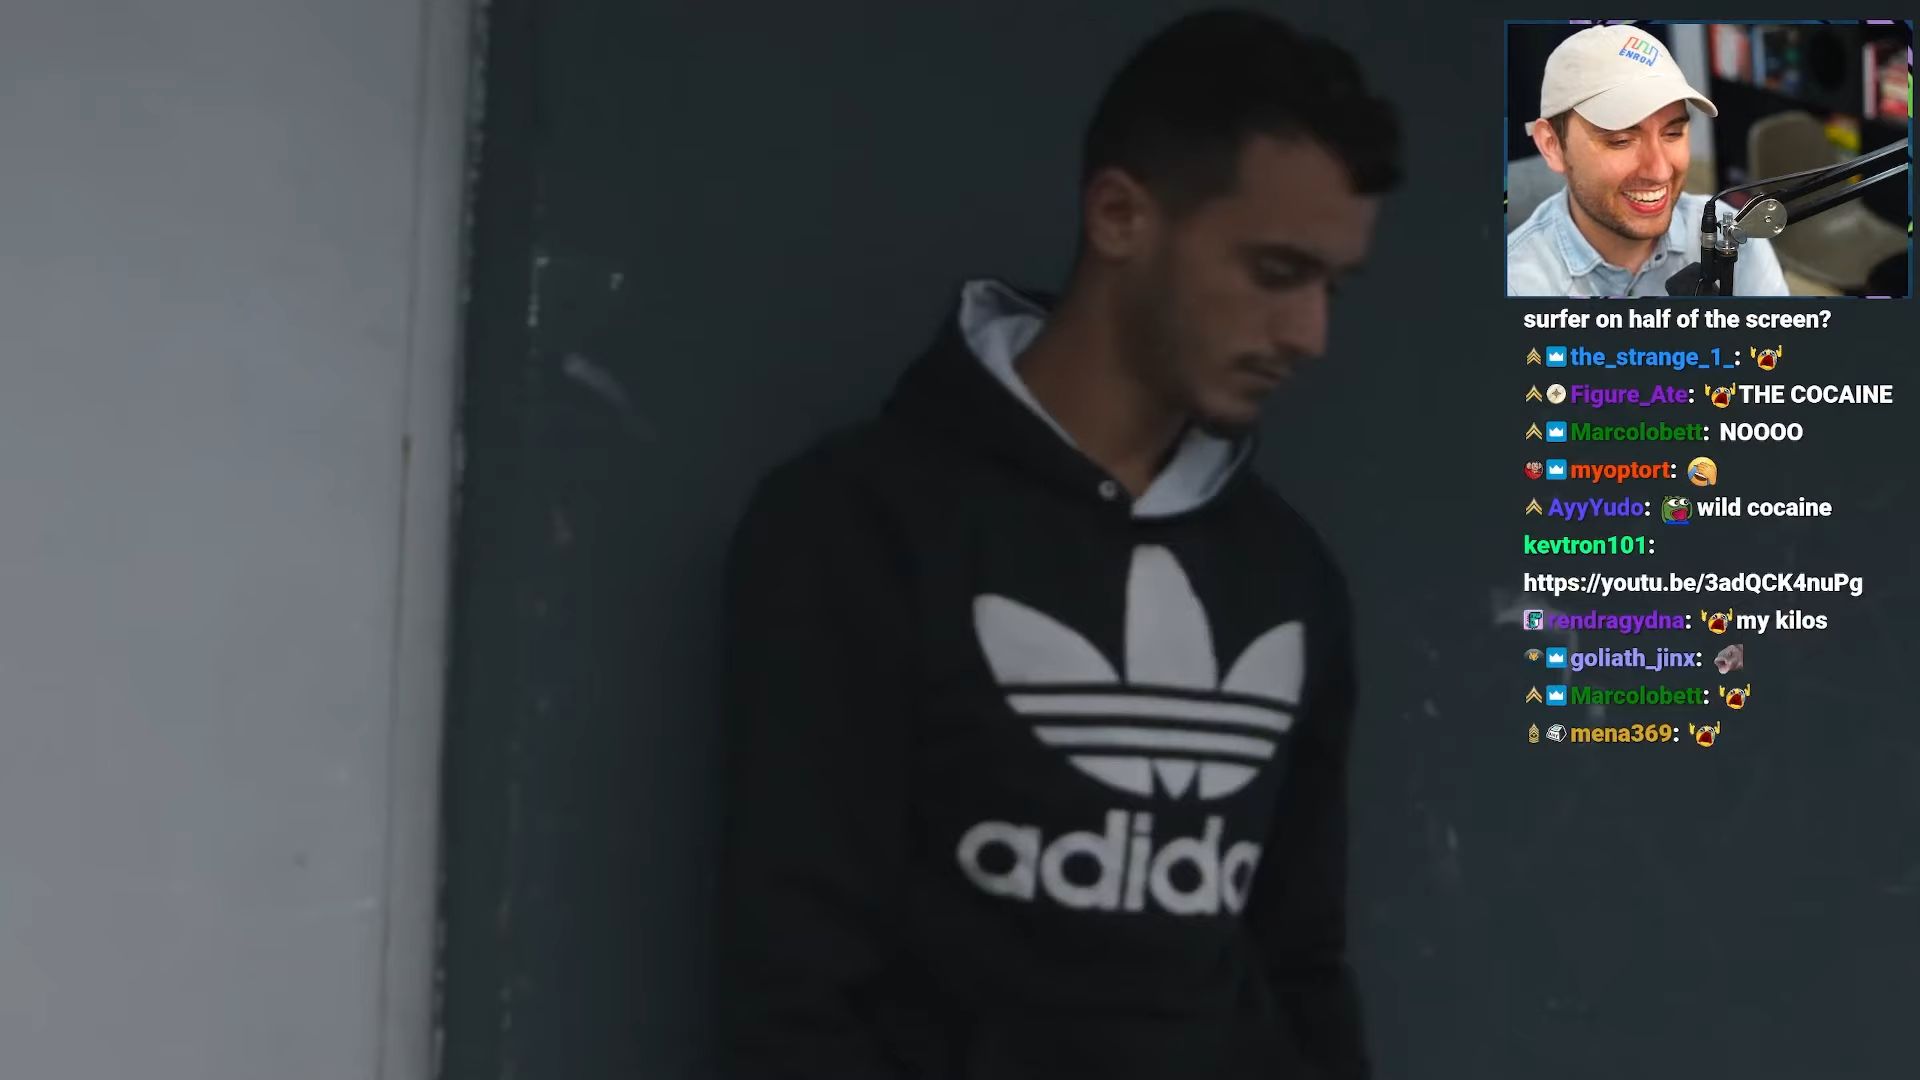 ENRON
surfer on half of the screen?
the_strange_1_:
Figure_Ate: THE COCAINE
Marcolobett: NOOOO
myoptort:
AyyYudo: wild cocaine
kevtron101:
https://youtu.be/3adQCK4nuPg
rendragydna: my kilos
goliath_jinx:
Marcolobett:
mena369:
adida